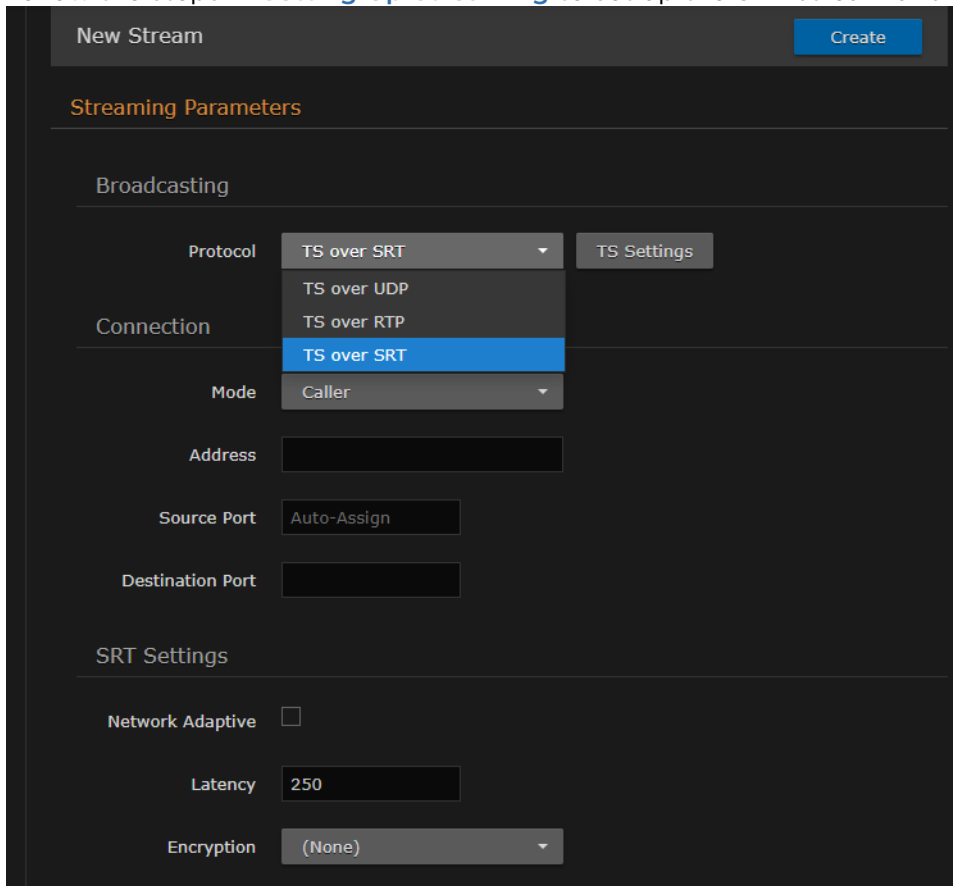 New Stream
Create
Streaming Parameters
Broadcasting
Protocol
TS over SRT
TS Settings
TS over UDP
Connection
TS over RTP
TS over SRT
Mode
Caller
Address
Source Port
Auto-Assign
Destination Port
SRT Settings
Network Adaptive
Latency
250
Encryption
(None)